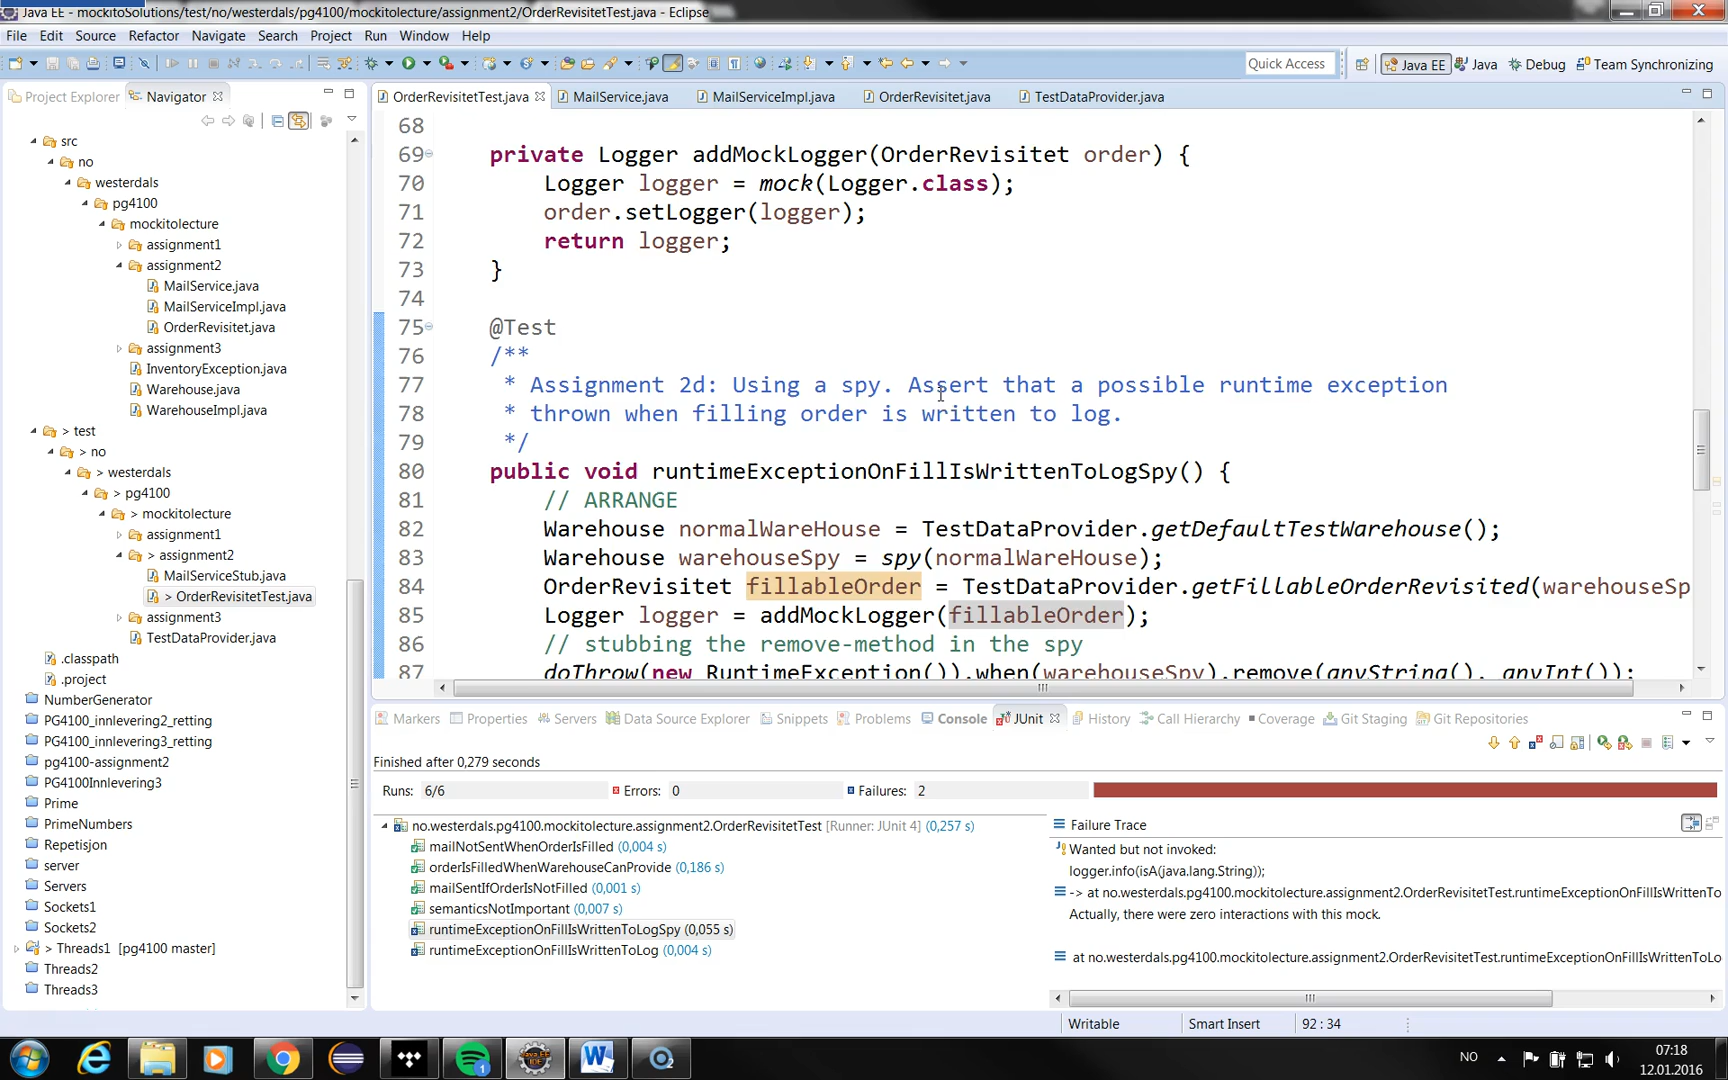 Java EE - mockitoSolutions/test/no/westerdals/pg4100/mockitolecture/assignment2/OrderRevisitetTest.java - Eclipse
File Edit Source Refactor Navigate Search Project Run Window Help
Quick Access
Java EE
Java
Debug
Team Synchronizing
Project Explorer
Navigator
src
no
westerdals
pg4100
mockitolecture
assignment1
assignment2
MailService.java
MailServiceImpl.java
OrderRevisitet.java
assignment3
InventoryException.java
Warehouse.java
WarehouseImpl.java
> test
> no
> westerdals
> pg4100
> mockitolecture
assignment1
> assignment2
MailServiceStub.java
> OrderRevisitetTest.java
assignment3
TestDataProvider.java
.classpath
.project
NumberGenerator
PG4100_innlevering2_retting
PG4100_innlevering3_retting
pg4100-assignment2
PG4100Innlevering3
Prime
PrimeNumbers
Repetisjon
server
Servers
Sockets1
Sockets2
> Threads1 [pg4100 master]
Threads2
Threads3
OrderRevisitetTest.java
MailService.java
MailServiceImpl.java
OrderRevisitet.java
TestDataProvider.java
68
69 private Logger addMockLogger(OrderRevisitet order) {
70 Logger logger = mock(Logger.class);
71 order.setLogger(logger);
72 return logger;
73 }
74
75 @Test
76 /**
77 * Assignment 2d: Using a spy. Assert that a possible runtime exception
78 * thrown when filling order is written to log.
79 */
80 public void runtimeExceptionOnFillIsWrittenToLogSpy() {
81 // ARRANGE
82 Warehouse normalWareHouse = TestDataProvider.getDefaultTestWarehouse();
83 Warehouse warehouseSpy = spy(normalWareHouse);
84 OrderRevisitet fillableOrder = TestDataProvider.getFillableOrderRevisited(warehouseSp
85 Logger logger = addMockLogger(fillableOrder);
86 // stubbing the remove-method in the spy
87 doThrow(new RuntimeException()).when(warehouseSpy).remove(anyString(), anyInt());
Markers
Properties
Servers
Data Source Explorer
Snippets
Problems
Console
JUnit
History
Call Hierarchy
Coverage
Git Staging
Git Repositories
Finished after 0,279 seconds
Runs: 6/6
Errors: 0
Failures: 2
no.westerdals.pg4100.mockitolecture.assignment2.OrderRevisitetTest [Runner: JUnit 4] (0,257 s)
mailNotSentWhenOrderIsFilled (0,004 s)
orderIsFilledWhenWarehouseCanProvide (0,186 s)
mailSentIfOrderIsNotFilled (0,001 s)
semanticsNotImportant (0,007 s)
runtimeExceptionOnFillIsWrittenToLogSpy (0,055 s)
runtimeExceptionOnFillIsWrittenToLog (0,004 s)
Failure Trace
Wanted but not invoked:
logger.info(isA(java.lang.String));
-> at no.westerdals.pg4100.mockitolecture.assignment2.OrderRevisitetTest.runtimeExceptionOnFillIsWrittenTo
Actually, there were zero interactions with this mock.
at no.westerdals.pg4100.mockitolecture.assignment2.OrderRevisitetTest.runtimeExceptionOnFillIsWrittenToLo
Writable
Smart Insert
92 : 34
NO
07:18
12.01.2016